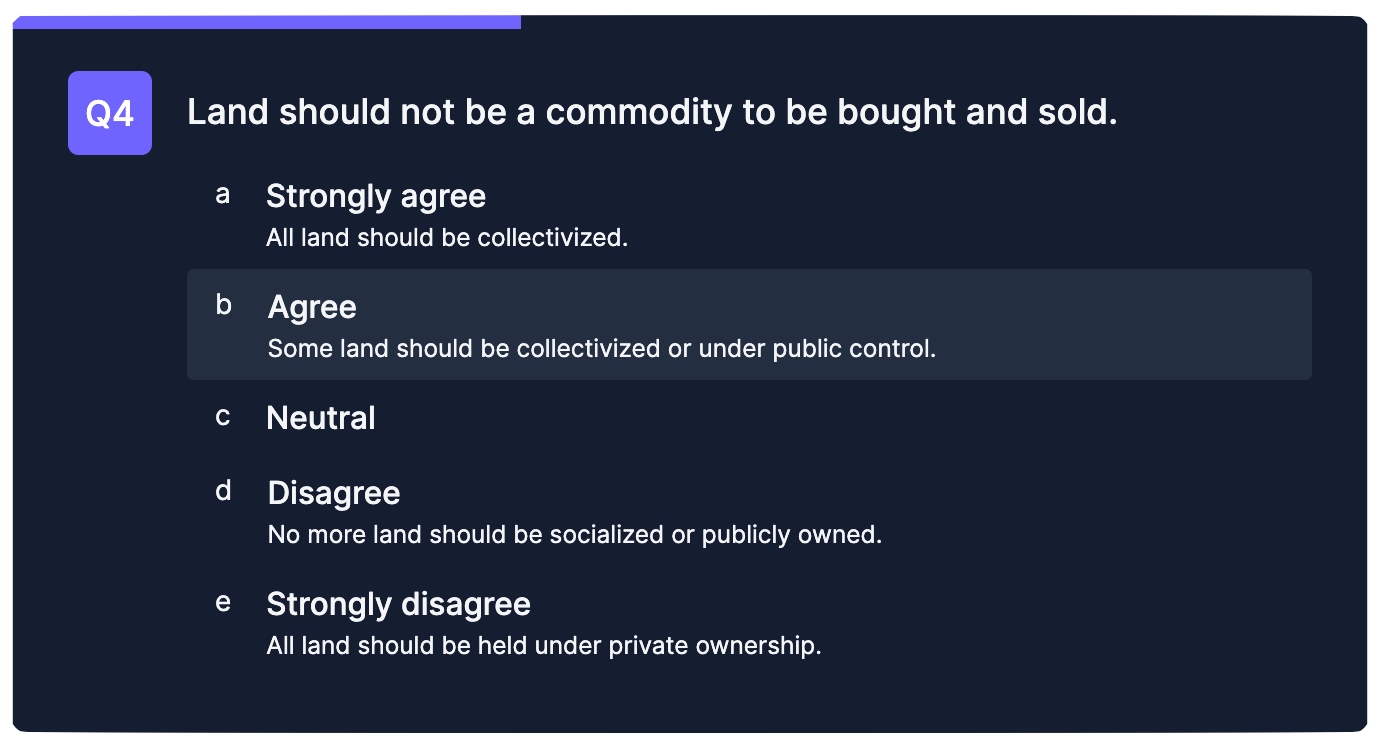 Q4
Land should not be a commodity to be bought and sold.
a
Strongly agree
All land should be collectivized.
b
Agree
Some land should be collectivized or under public control.
c
Neutral
d
Disagree
No more land should be socialized or publicly owned.
e
Strongly disagree
All land should be held under private ownership.